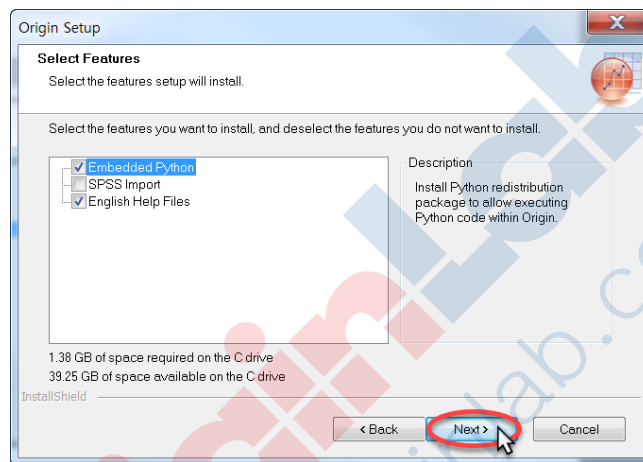 Origin Setup
Select Features
Select the features setup will install.
Select the features you want to install, and deselect the features you do not want to install.
Embedded Python
SPSS Import
English Help Files
Description
Install Python redistribution
package to allow executing
Python code within Origin.
1.38 GB of space required on the C drive
39.25 GB of space available on the C drive
InstallShield
< Back
Next >
Cancel